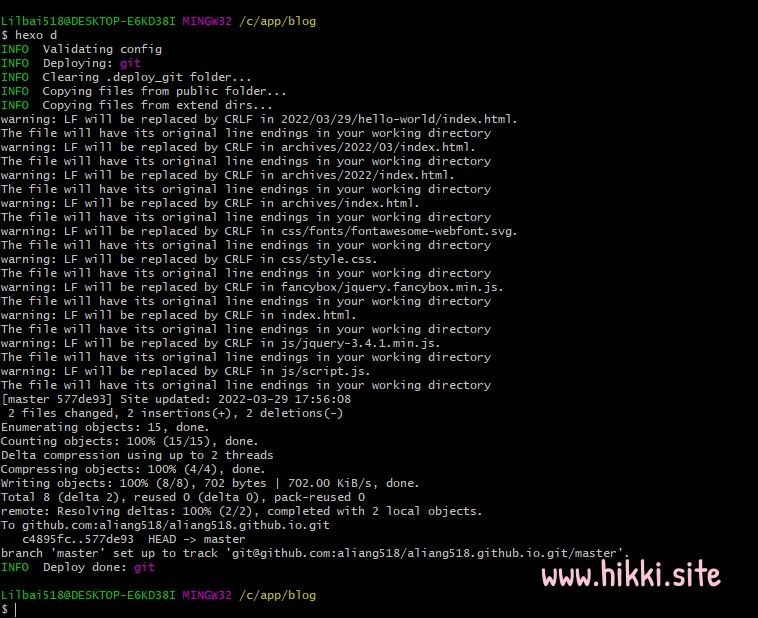 Lilbai518@DESKTOP-E6KD38I MINGW32 /c/app/blog
$ hexo d
INFO  Validating config
INFO  Deploying: git
INFO  Clearing .deploy_git folder...
INFO  Copying files from public folder...
INFO  Copying files from extend dirs...
warning: LF will be replaced by CRLF in 2022/03/29/hello-world/index.html.
The file will have its original line endings in your working directory
warning: LF will be replaced by CRLF in archives/2022/03/index.html.
The file will have its original line endings in your working directory
warning: LF will be replaced by CRLF in archives/2022/index.html.
The file will have its original line endings in your working directory
warning: LF will be replaced by CRLF in archives/index.html.
The file will have its original line endings in your working directory
warning: LF will be replaced by CRLF in css/fonts/fontawesome-webfont.svg.
The file will have its original line endings in your working directory
warning: LF will be replaced by CRLF in css/style.css.
The file will have its original line endings in your working directory
warning: LF will be replaced by CRLF in fancybox/jquery.fancybox.min.js.
The file will have its original line endings in your working directory
warning: LF will be replaced by CRLF in index.html.
The file will have its original line endings in your working directory
warning: LF will be replaced by CRLF in js/jquery-3.4.1.min.js.
The file will have its original line endings in your working directory
warning: LF will be replaced by CRLF in js/script.js.
The file will have its original line endings in your working directory
[master 577de93] Site updated: 2022-03-29 17:56:08
 2 files changed, 2 insertions(+), 2 deletions(-)
Enumerating objects: 15, done.
Counting objects: 100% (15/15), done.
Delta compression using up to 2 threads
Compressing objects: 100% (4/4), done.
Writing objects: 100% (8/8), 702 bytes | 702.00 KiB/s, done.
Total 8 (delta 2), reused 0 (delta 0), pack-reused 0
remote: Resolving deltas: 100% (2/2), completed with 2 local objects.
To github.com:aliang518/aliang518.github.io.git
   c4895fc..577de93  HEAD -> master
branch 'master' set up to track 'git@github.com:aliang518/aliang518.github.io.git/master'.
INFO  Deploy done: git
www.hikki.site
Lilbai518@DESKTOP-E6KD38I MINGW32 /c/app/blog
$